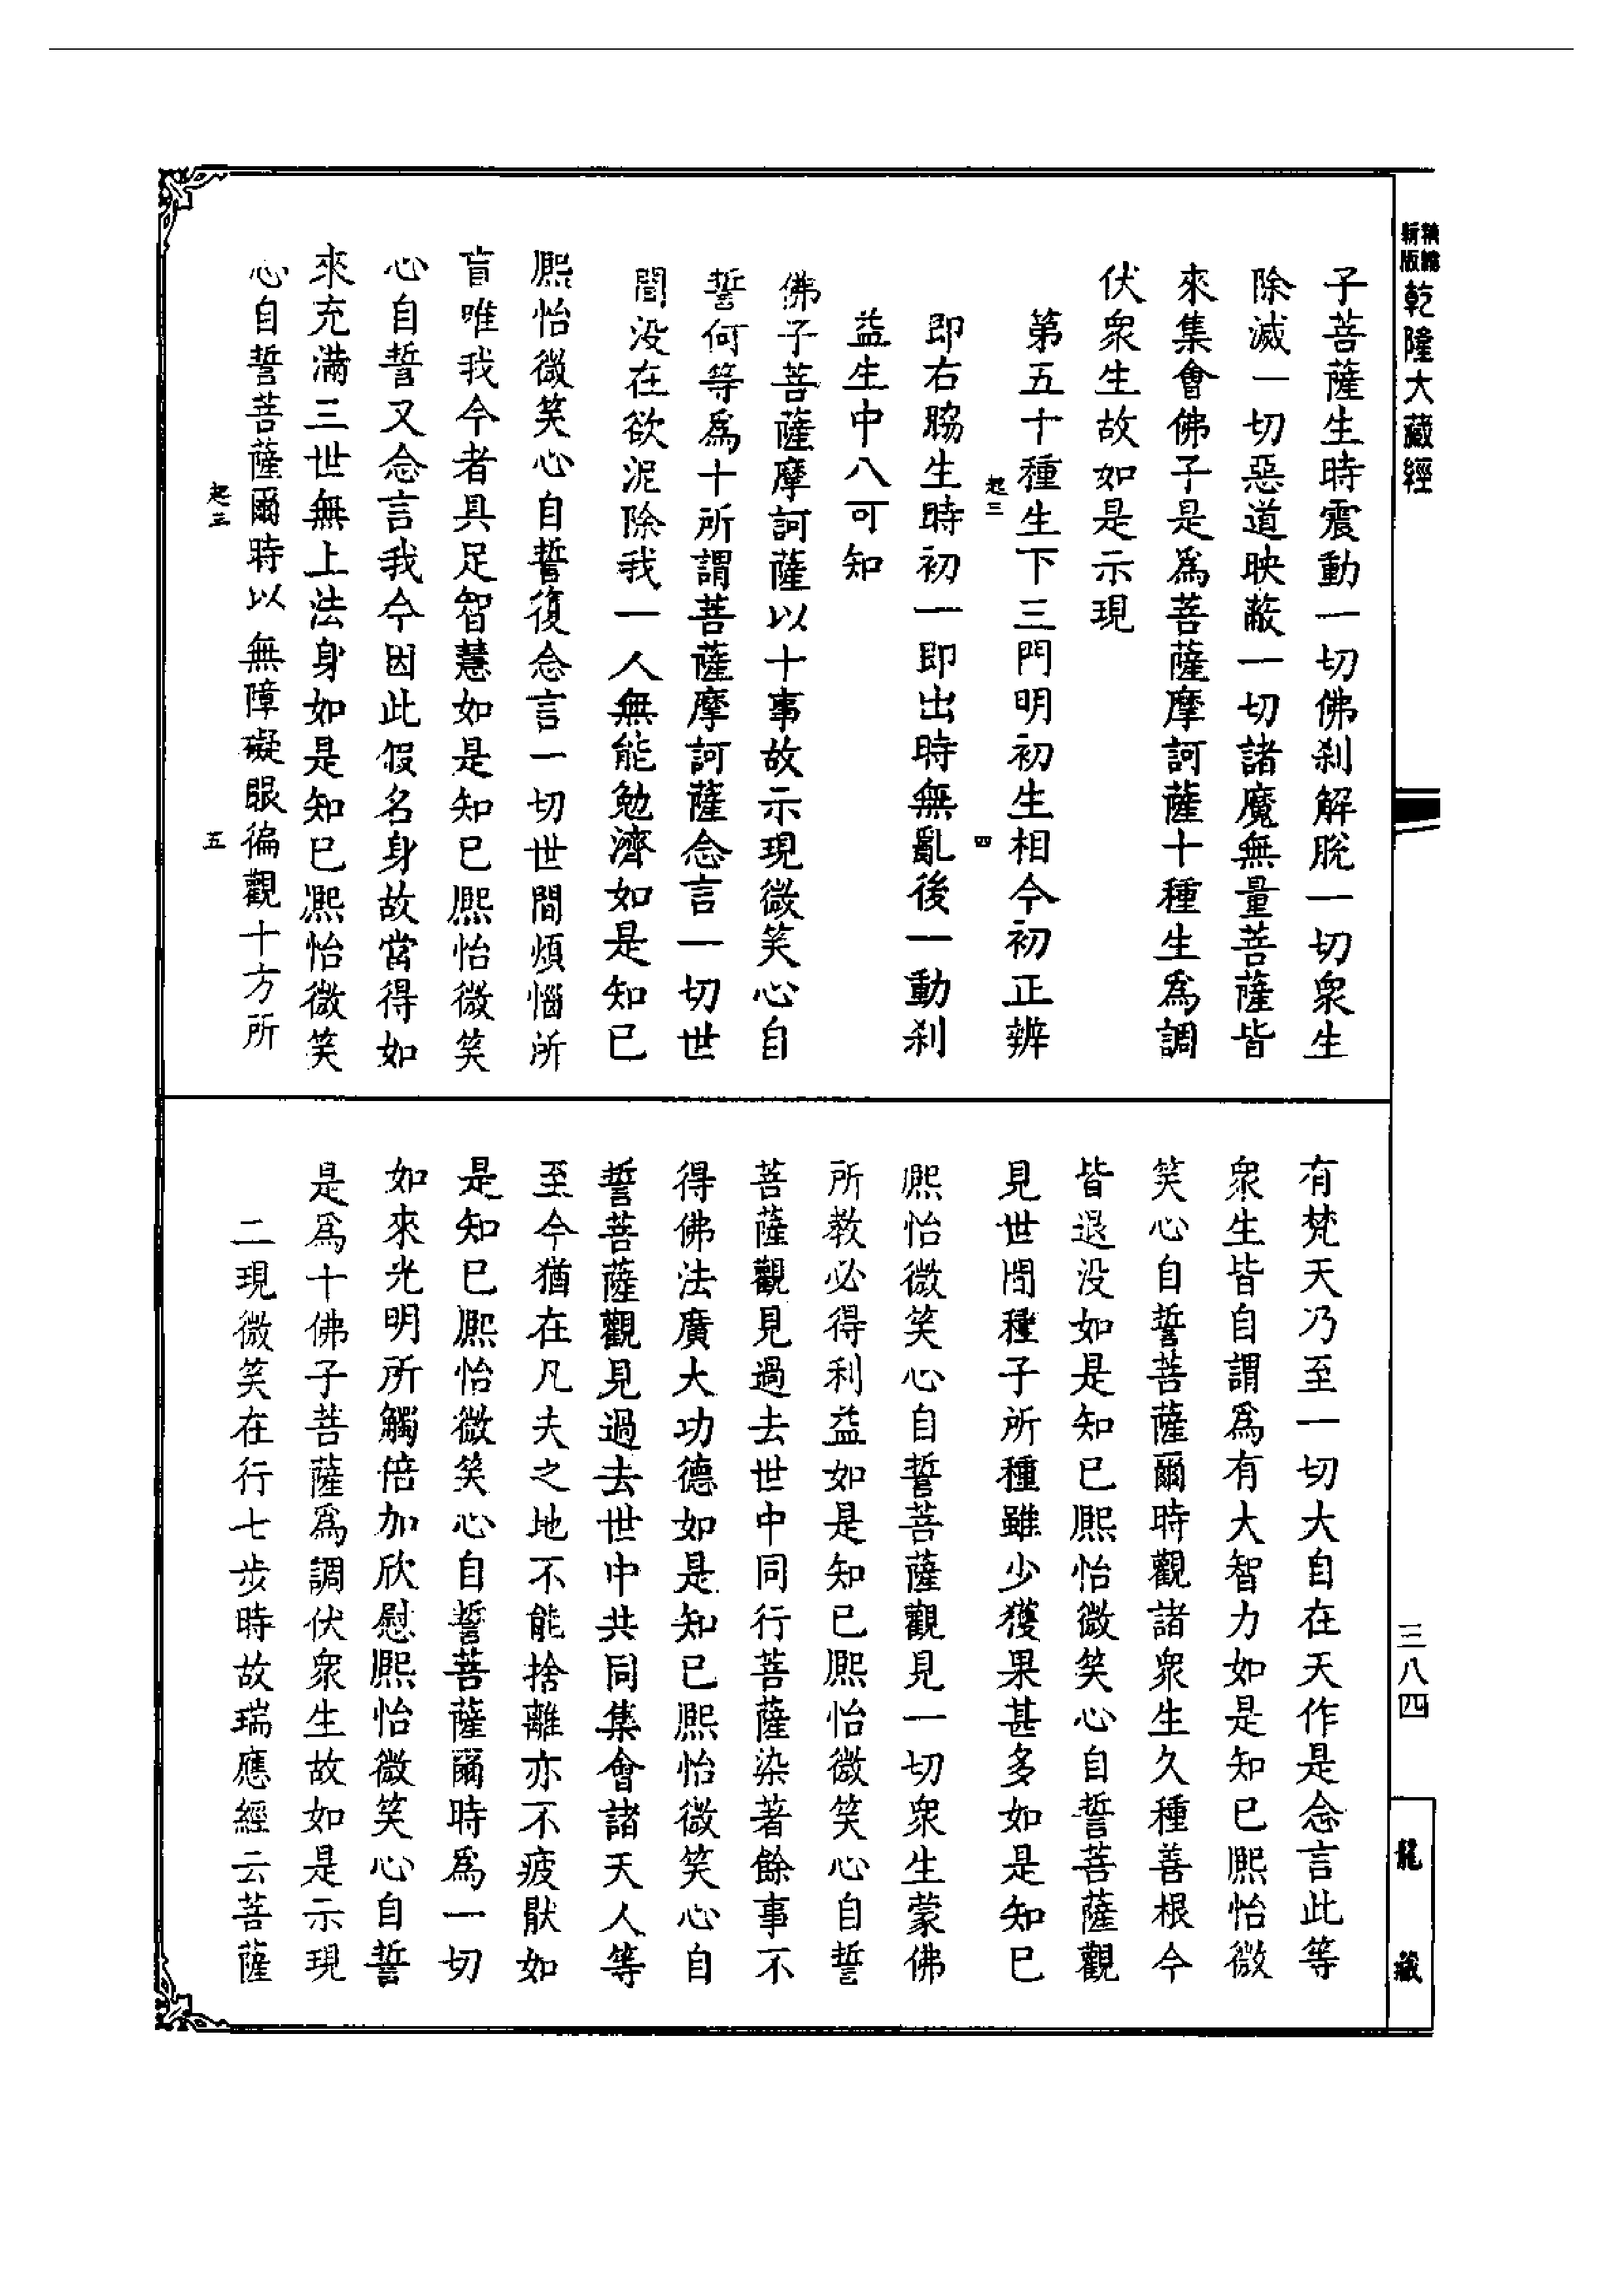 精編
新版
乾隆大藏經
子菩薩生時震動一切佛刹解脫一切衆生
除滅一切惡道映蔽一切諸魔無量菩薩皆
來集會佛子是爲菩薩摩訶薩十種生爲調
伏衆生故如是示現
第五十種生下三門明初生相今初正辨
起三
四
即右脇生時初一即出時無亂後一動刹
益生中八可知
佛子菩薩摩訶薩以十事故示現微笑心自
誓何等爲十所謂菩薩摩訶薩念言一切世
間没在欲泥除我一人無能勉濟如是知已
熈怡微笑心自誓復念言一切世間煩惱所
盲唯我今者具足智慧如是知已熈怡微笑
心自誓又念言我今因此假名身故當得如
來充滿三世無上法身如是知已熈怡微笑
心自誓菩薩爾時以無障礙眼徧觀十方所
起三
五
有梵天乃至一切大自在天作是念言此等
衆生皆自謂爲有大智力如是知已熈怡微
笑心自誓菩薩爾時觀諸衆生久種善根今
皆退没如是知已熈怡微笑心自誓菩薩觀
見世間種子所種雖少獲果甚多如是知已
熈怡微笑心自誓菩薩觀見一切衆生蒙佛
所教必得利益如是知已熈怡微笑心自誓
菩薩觀見過去世中同行菩薩染著餘事不
得佛法廣大功德如是知已熈怡微笑心自
誓菩薩觀見過去世中共同集會諸天人等
至今猶在凡夫之地不能捨離亦不疲猒如
是知已熈怡微笑心自誓菩薩爾時爲一切
如來光明所觸倍加欣慰熈怡微笑心自誓
是爲十佛子菩薩爲調伏衆生故如是示現
二現微笑在行七步時故瑞應經云菩薩
三八四
龍藏